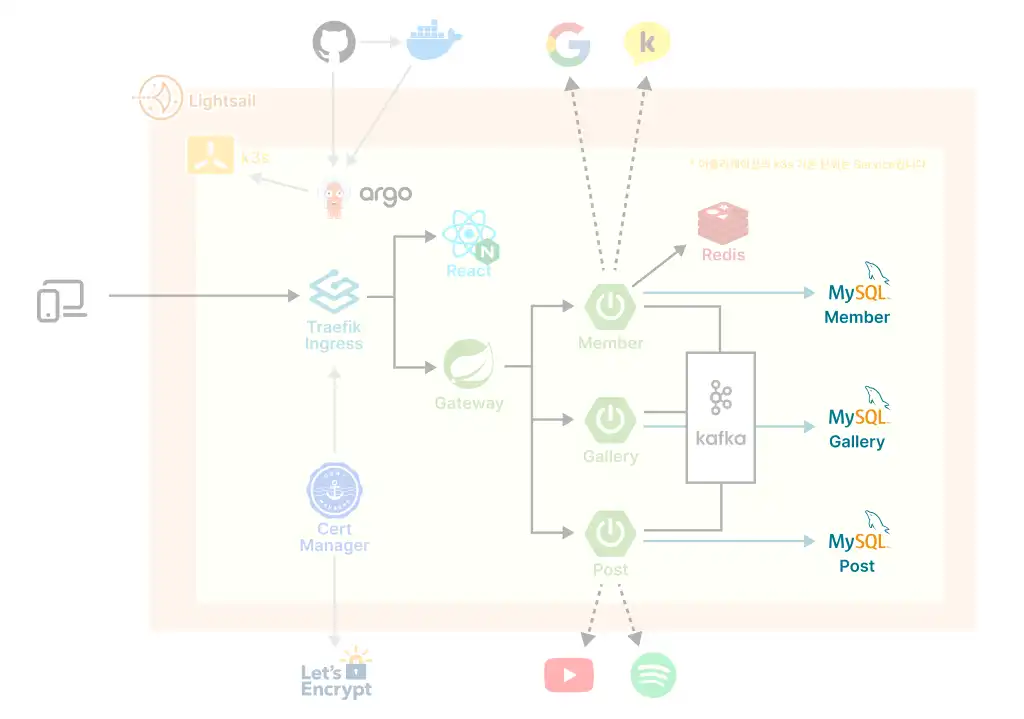 Lightsail
k3s
* 어플리케이션의 k8s 기본 단위은 Service입니다
argo
React
N
Redis
MySQL
Member
Traefik
Ingress
Member
Gateway
MySQL
Gallery
kafka
Gallery
Cert
Manager
MySQL
Post
Post
Let's
Encrypt